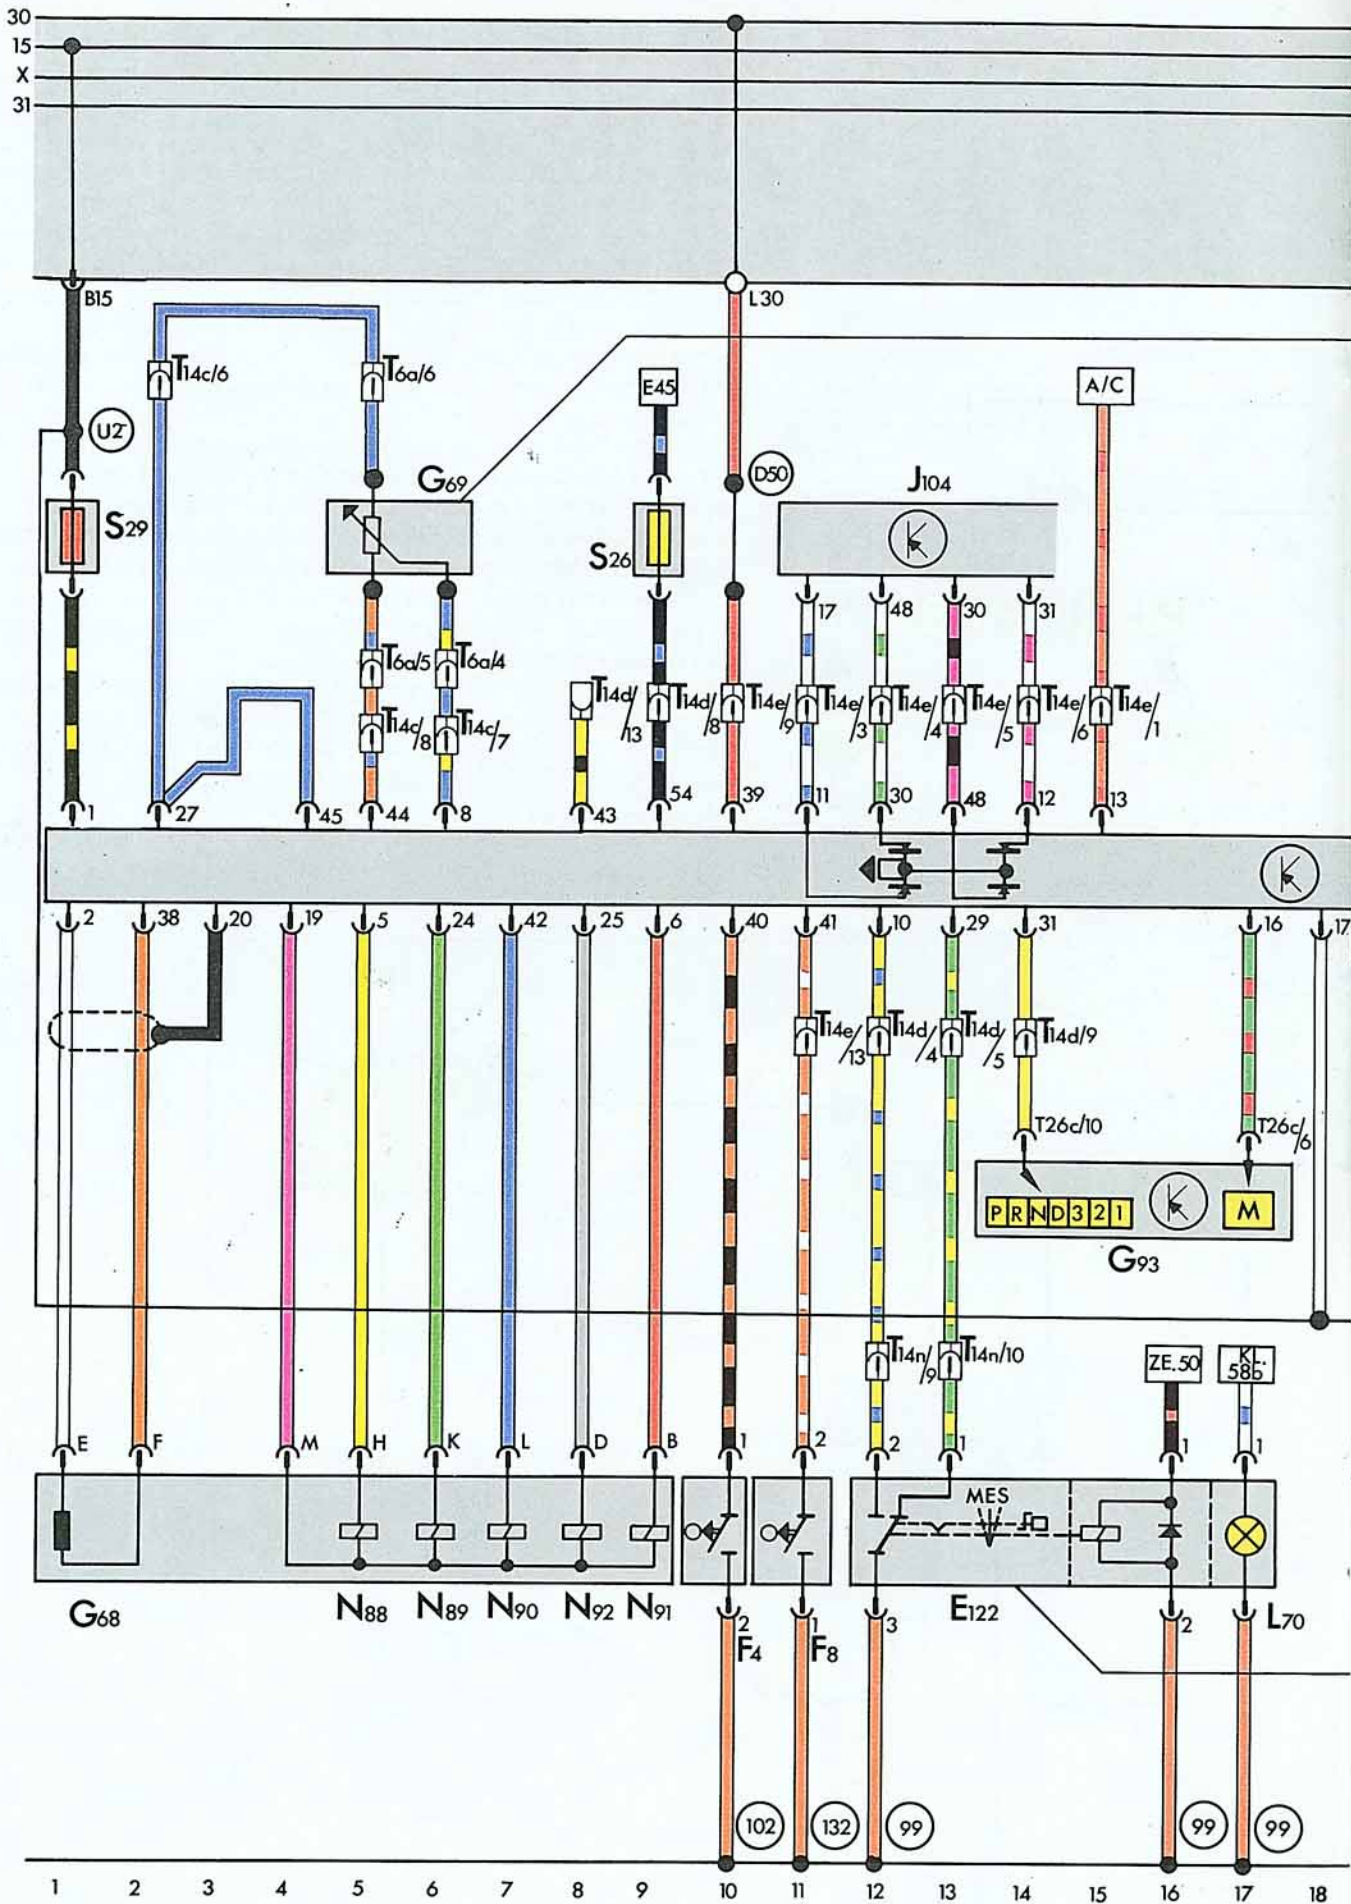 30
15
X
31
B15
L30
T14c/6
T6a/6
E45
A/C
U2
D50
G69
J104
S29
S26
17
48
30
31
T6a/5
T6a/4
T14d/13
T14d/8
T14e/9
T14e/3
T14e/4
T14e/5
T14e/6
T14e/1
T14c/8
T14c/7
1
27
45
44
8
43
54
39
11
30
48
12
13
2
38
20
19
5
24
42
25
6
40
41
10
29
31
16
17
T14e/13
T14d/4
T14d/5
T14d/9
T26c/10
T26c/6
P R N D 3 2 1
M
G93
T14n/9
T14n/10
ZE.50
KL.
58b
E
F
M
H
K
L
D
B
1
2
2
1
1
1
MES
G68
N88
N89
N90
N92
N91
2
F4
1
F8
3
E122
2
L70
102
132
99
99
99
1 2 3 4 5 6 7 8 9 10 11 12 13 14 15 16 17 18